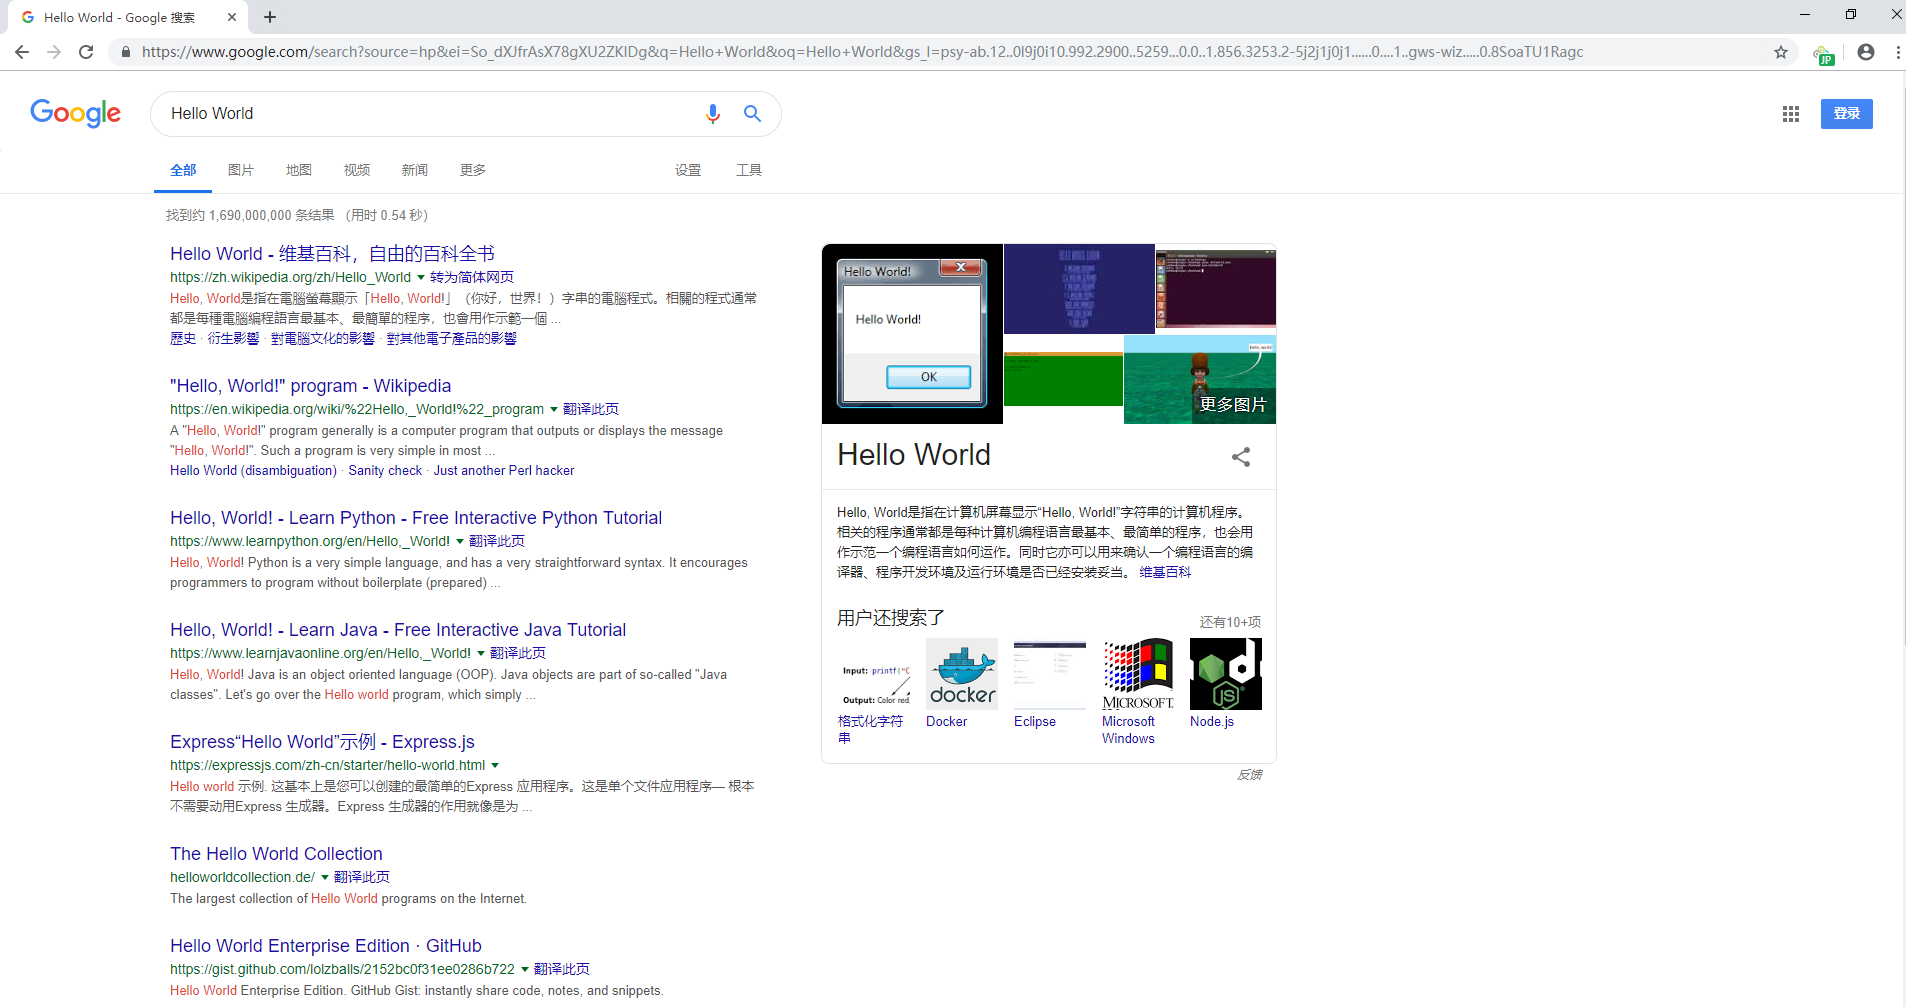 Hello World - Google 搜索
https://www.google.com/search?source=hp&ei=So_dXJfrAsX78gXU2ZKIDg&q=Hello+World&oq=Hello+World&gs_l=psy-ab.12..0l9j0i10.992.2900..5259...0.0..1.856.3253.2-5j2j1j0j1......0....1..gws-wiz.....0.8SoaTU1Ragc
JP
Google
Hello World
登录
全部 图片 地图 视频 新闻 更多 设置 工具
找到约 1,690,000,000 条结果 （用时 0.54 秒）
Hello World - 维基百科，自由的百科全书
https://zh.wikipedia.org/zh/Hello_World 转为简体网页
Hello, World是指在電腦螢幕顯示「Hello, World!」（你好，世界！）字串的電腦程式。相關的程式通常
都是每種電腦編程語言最基本、最簡單的程序，也會用作示範一個 ...
歷史 · 衍生影響 · 對電腦文化的影響 · 對其他電子產品的影響
"Hello, World!" program - Wikipedia
https://en.wikipedia.org/wiki/%22Hello,_World!%22_program 翻译此页
A "Hello, World!" program generally is a computer program that outputs or displays the message
"Hello, World!". Such a program is very simple in most ...
Hello World (disambiguation) · Sanity check · Just another Perl hacker
Hello, World! - Learn Python - Free Interactive Python Tutorial
https://www.learnpython.org/en/Hello,_World! 翻译此页
Hello, World! Python is a very simple language, and has a very straightforward syntax. It encourages
programmers to program without boilerplate (prepared) ...
Hello, World! - Learn Java - Free Interactive Java Tutorial
https://www.learnjavaonline.org/en/Hello,_World! 翻译此页
Hello, World! Java is an object oriented language (OOP). Java objects are part of so-called "Java
classes". Let's go over the Hello world program, which simply ...
Express“Hello World”示例 - Express.js
https://expressjs.com/zh-cn/starter/hello-world.html
Hello world 示例. 这基本上是您可以创建的最简单的Express 应用程序。这是单个文件应用程序— 根本
不需要动用Express 生成器。Express 生成器的作用就像是为 ...
The Hello World Collection
helloworldcollection.de/ 翻译此页
The largest collection of Hello World programs on the Internet.
Hello World Enterprise Edition · GitHub
https://gist.github.com/lolzballs/2152bc0f31ee0286b722 翻译此页
Hello World Enterprise Edition. GitHub Gist: instantly share code, notes, and snippets.
Hello World!
Hello World!
OK
hello, world
更多图片
Hello World
Hello, World是指在计算机屏幕显示“Hello, World!”字符串的计算机程序。
相关的程序通常都是每种计算机编程语言最基本、最简单的程序，也会用
作示范一个编程语言如何运作。同时它亦可以用来确认一个编程语言的编
译器、程序开发环境及运行环境是否已经安装妥当。 维基百科
用户还搜索了
还有10+项
Input: printf("C
Output: Color red,
docker
MICROSOFT.
JS
格式化字符
串
Docker
Eclipse
Microsoft
Windows
Node.js
反馈